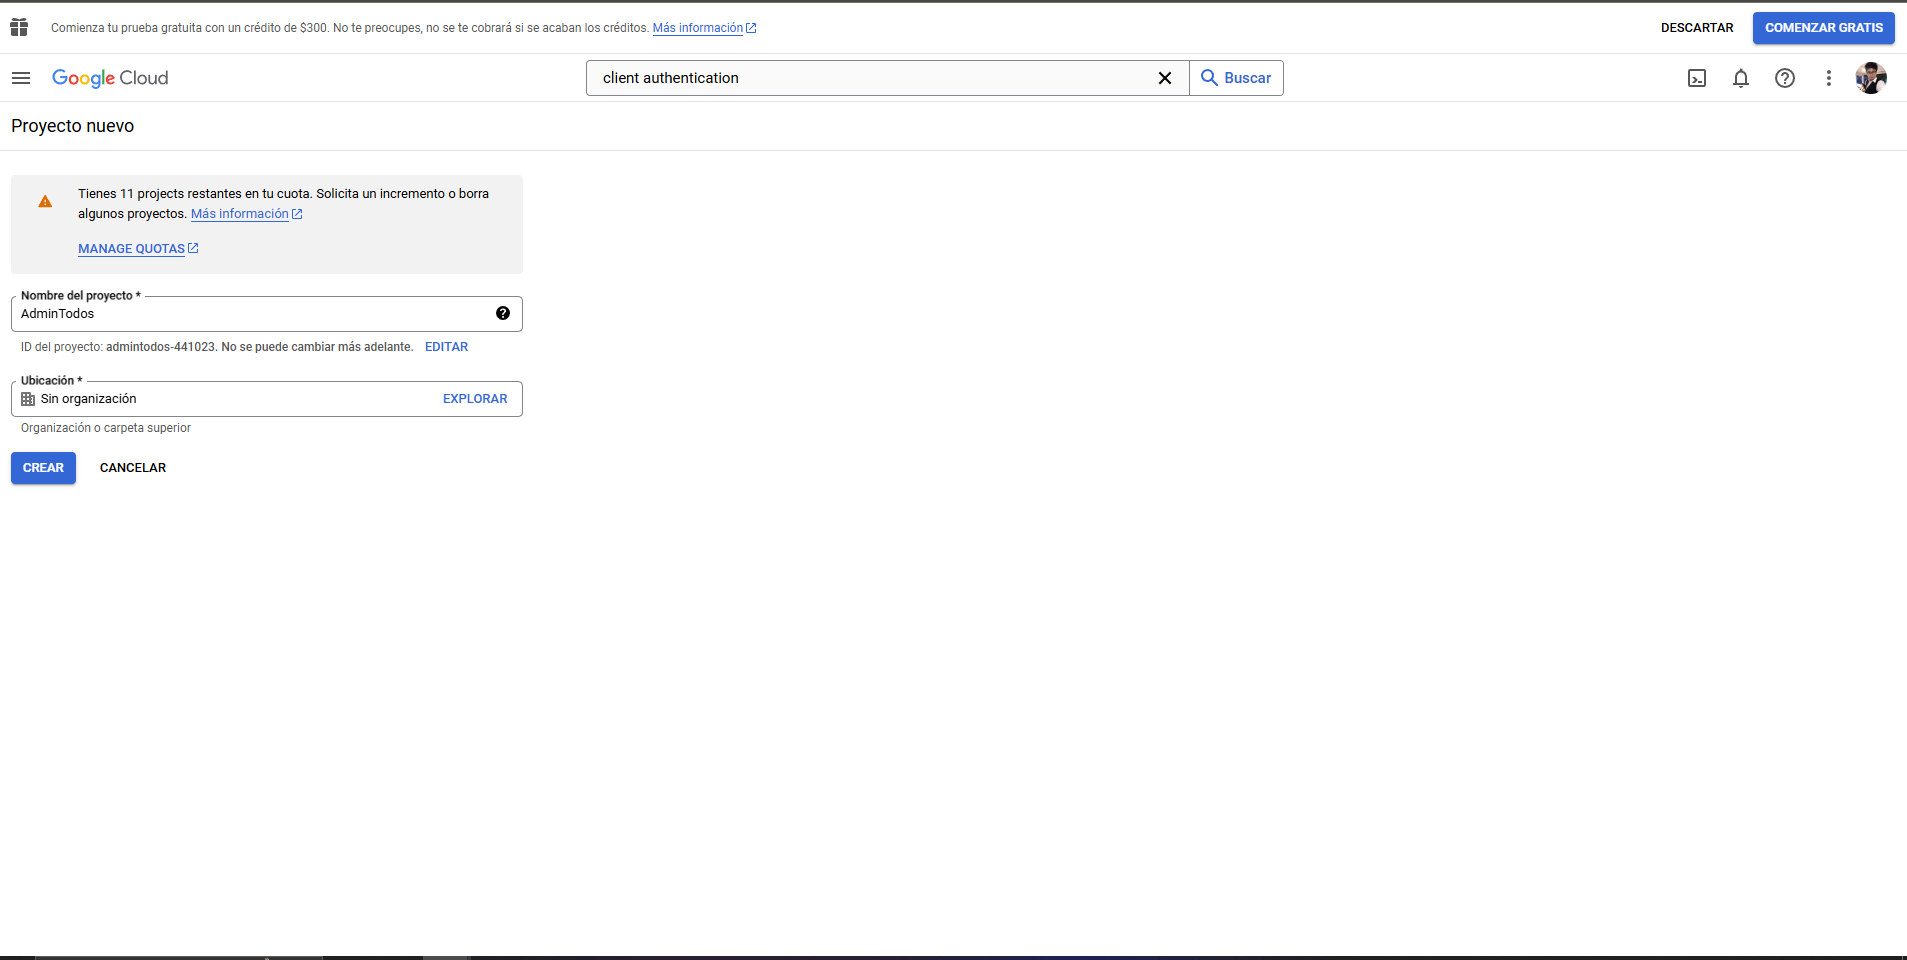 Comienza tu prueba gratuita con un crédito de $300. No te preocupes, no se te cobrará si se acaban los créditos. Más información
DESCARTAR
COMENZAR GRATIS
Google Cloud
client authentication
Buscar
Proyecto nuevo
Tienes 11 projects restantes en tu cuota. Solicita un incremento o borra
algunos proyectos. Más información
MANAGE QUOTAS
Nombre del proyecto *
AdminTodos
ID del proyecto: admintodos-441023. No se puede cambiar más adelante. EDITAR
Ubicación *
Sin organización
EXPLORAR
Organización o carpeta superior
CREAR
CANCELAR